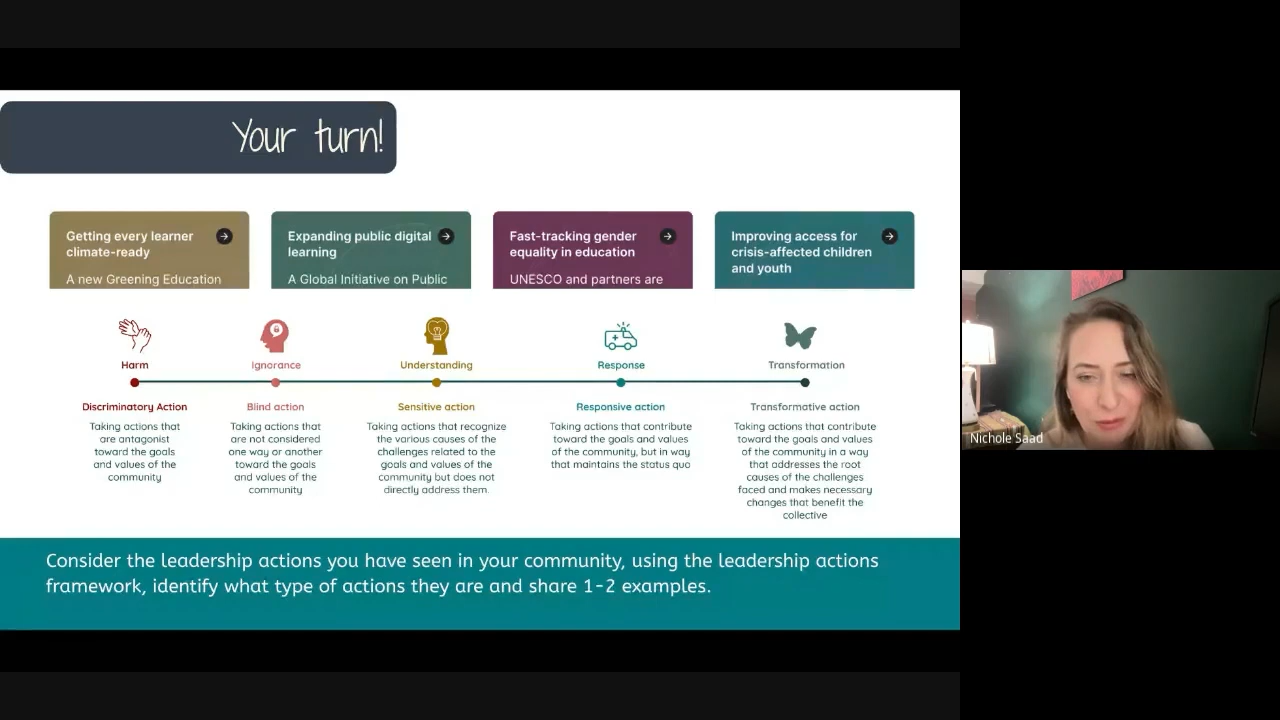 Your turn!
Getting every learner
climate-ready
A new Greening Education
Expanding public digital
learning
A Global Initiative on Public
Fast-tracking gender
equality in education
UNESCO and partners are
Improving access for
crisis-affected children
and youth
Harm
Ignorance
Understanding
Response
Transformation
Discriminatory Action
Taking actions that
are antagonist
toward the goals
and values of the
community
Blind action
Taking actions that
are not considered
one way or another
toward the goals
and values of the
community
Sensitive action
Taking actions that recognize
the various causes of the
challenges related to the
goals and values of the
community but does not
directly address them.
Responsive action
Taking actions that contribute
toward the goals and values
of the community, but in way
that maintains the status quo
Transformative action
Taking actions that contribute
toward the goals and values
of the community in a way
that addresses the root
causes of the challenges
faced and makes necessary
changes that benefit the
collective
Consider the leadership actions you have seen in your community, using the leadership actions
framework, identify what type of actions they are and share 1-2 examples.
Nichole Saad